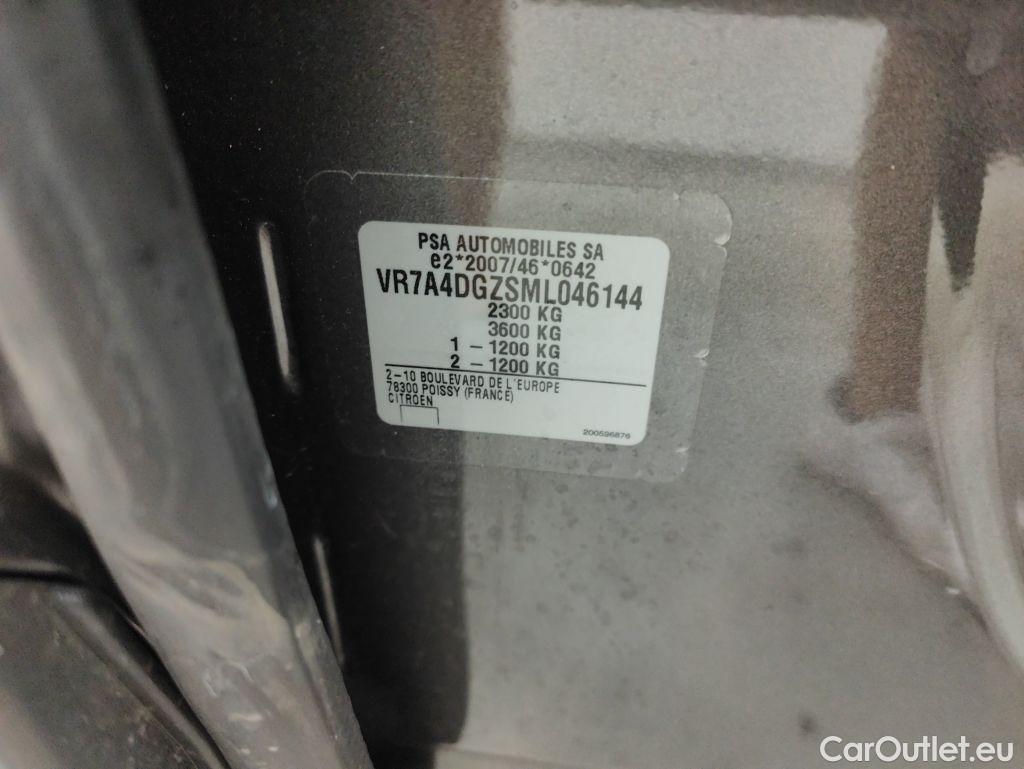 PSA AUTOMOBILES SA
e2*2007/46*0642
VR7A4DGZSML046144
2300 KG
3600 KG
1 – 1200 KG
2 – 1200 KG
2–10 BOULEVARD DE L'EUROPE
78300 POISSY (FRANCE)
CITROEN
200596876
CarOutlet.eu